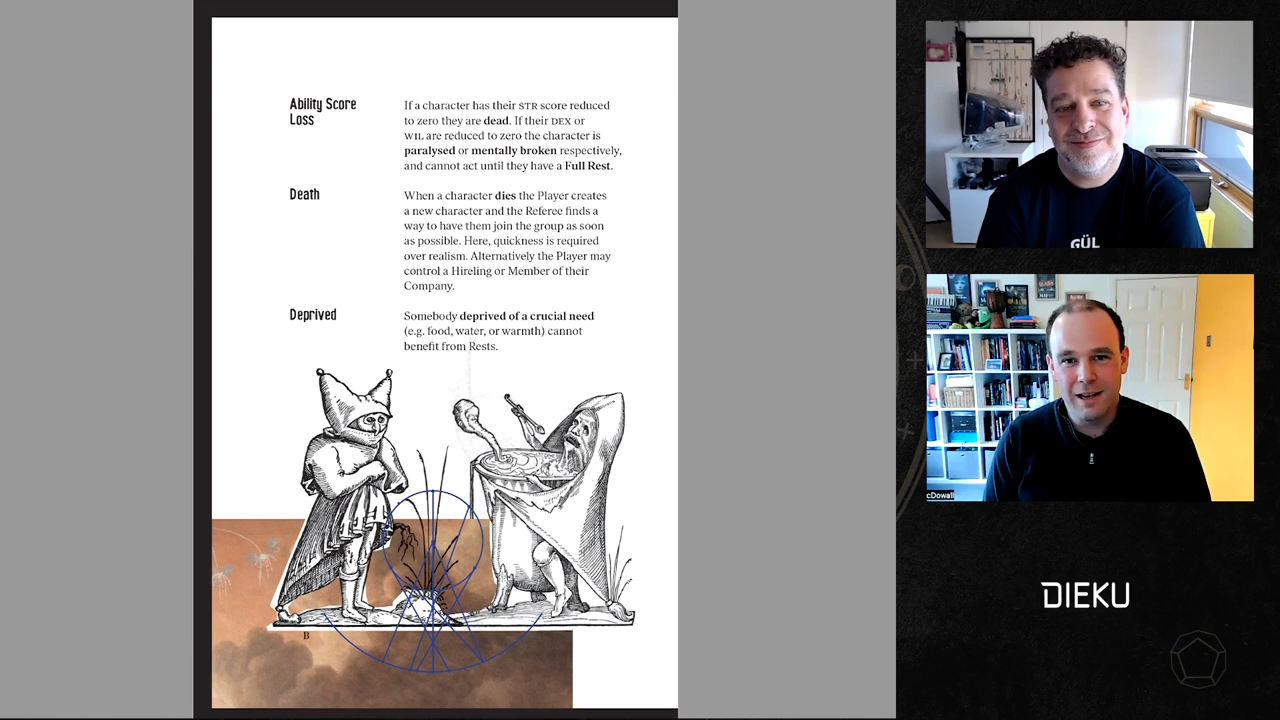 Ability Score
Loss
If a character has their STR score reduced
to zero they are dead. If their DEX or
WIL are reduced to zero the character is
paralysed or mentally broken respectively,
and cannot act until they have a Full Rest.
Death
When a character dies the Player creates
a new character and the Referee finds a
way to have them join the group as soon
as possible. Here, quickness is required
over realism. Alternatively the Player may
control a Hireling or Member of their
Company.
Deprived
Somebody deprived of a crucial need
(e.g. food, water, or warmth) cannot
benefit from Rests.
B
GÜL
cDowall
DIEKU